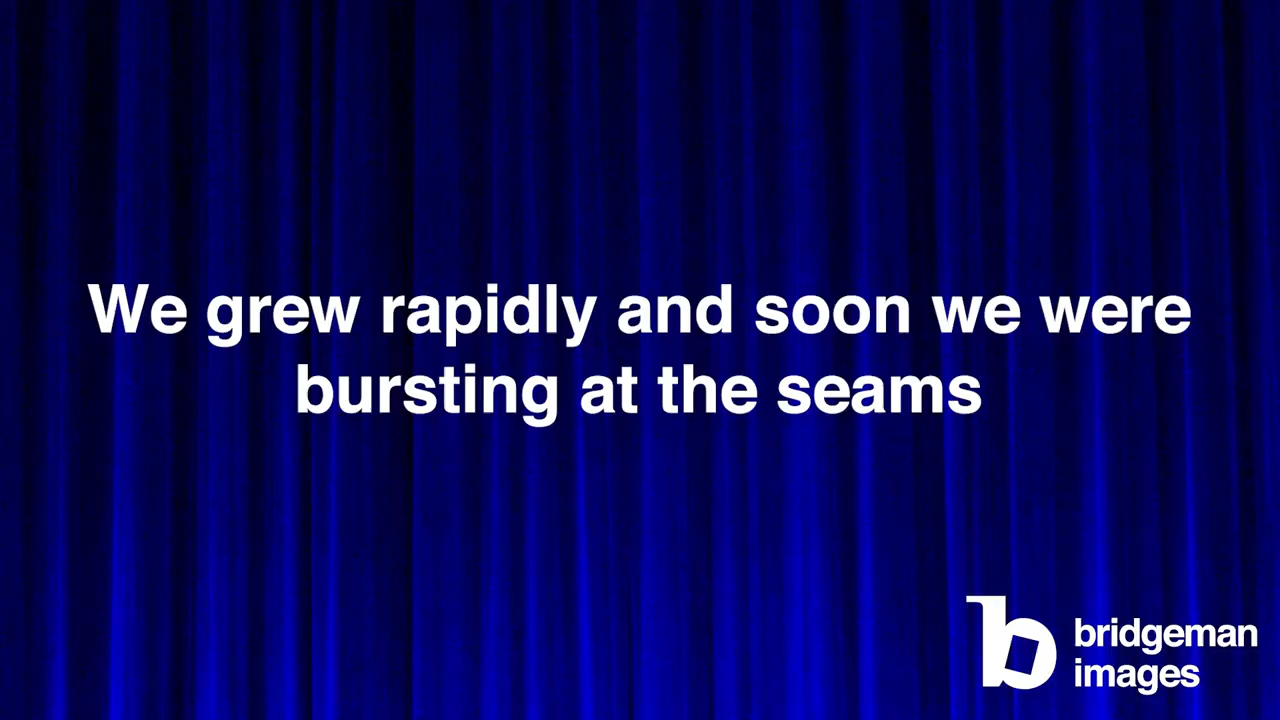 We grew rapidly and soon we were
bursting at the seams
bridgeman
images